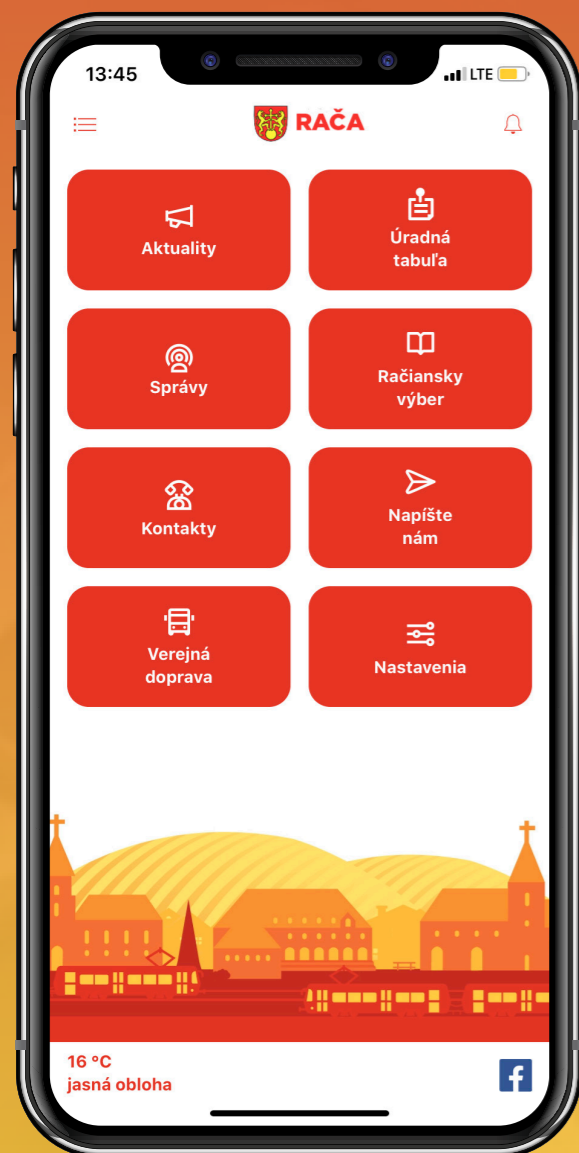 13:45
LTE
RAČA
Aktuality
Úradná
tabuľa
Správy
Račiansky
výber
Kontakty
Napíšte
nám
Verejná
doprava
Nastavenia
16 °C
jasná obloha